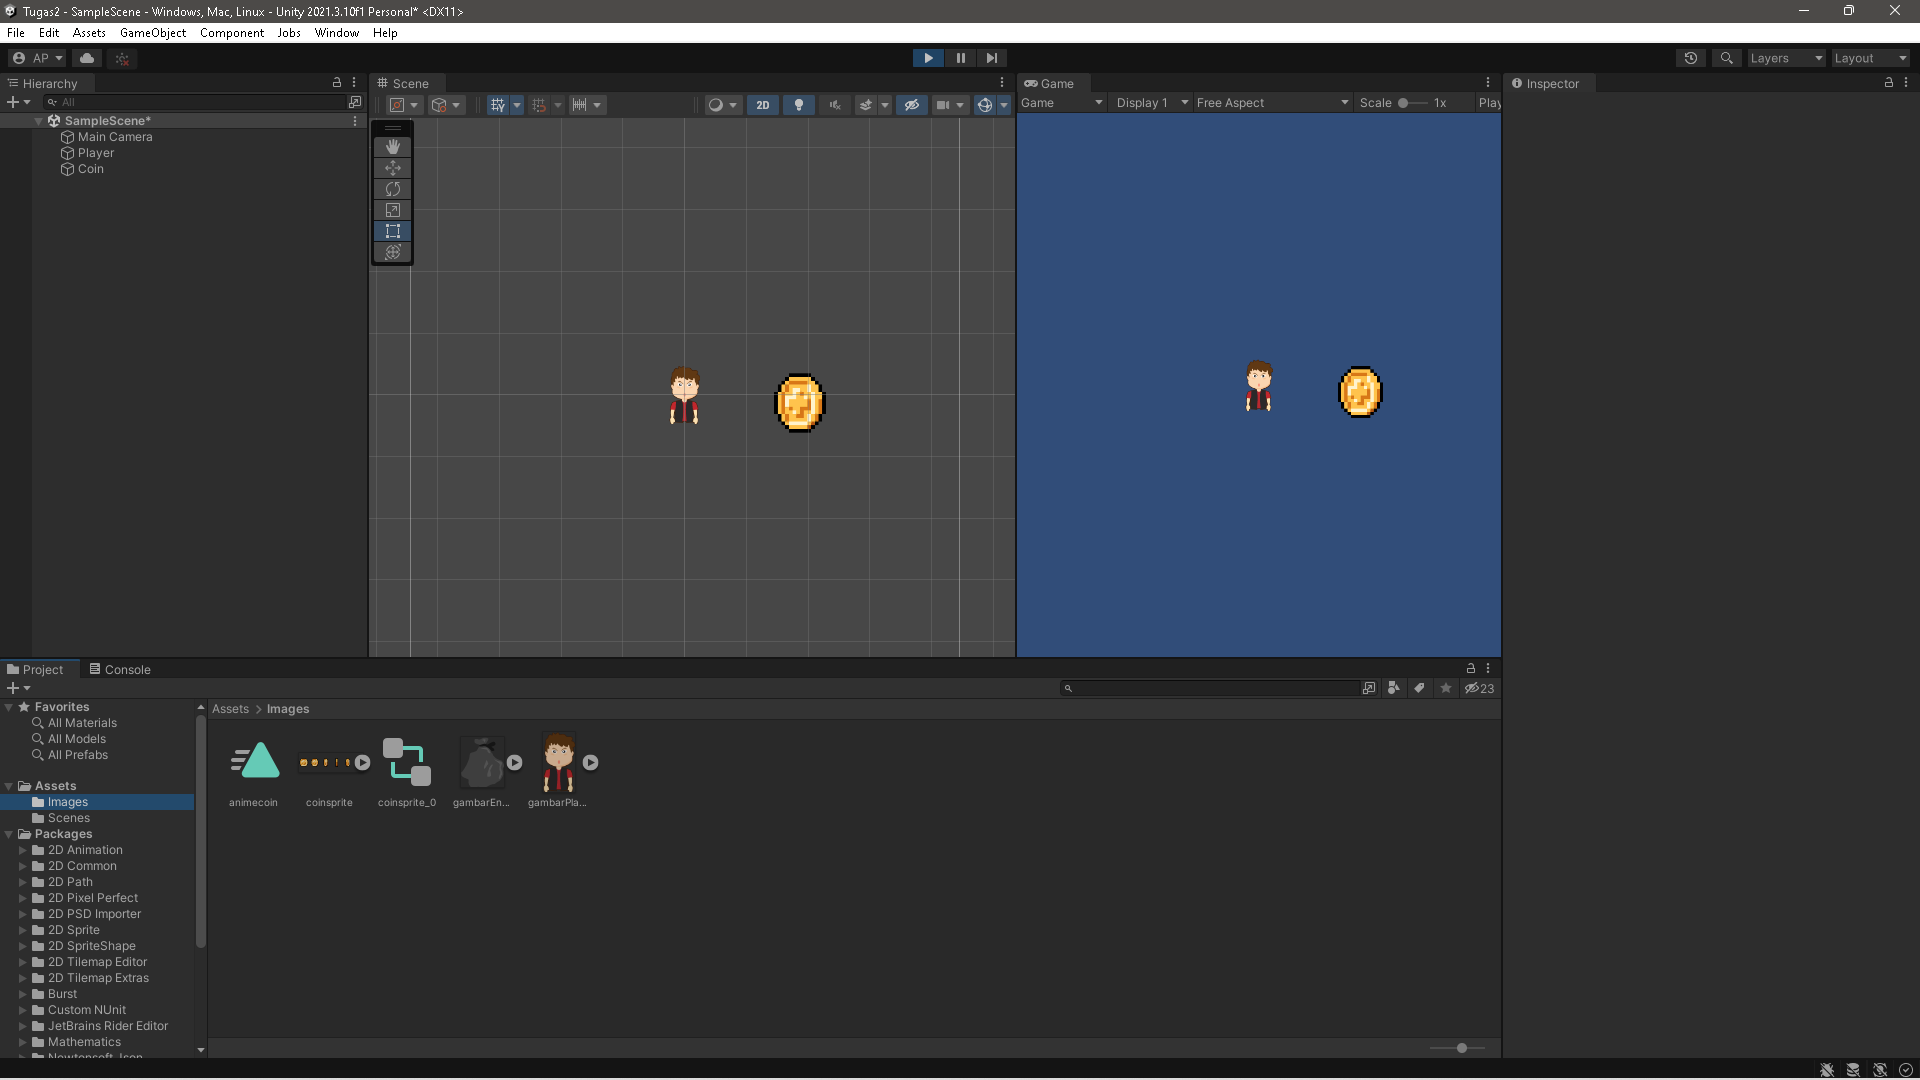 Tugas2 - SampleScene - Windows, Mac, Linux - Unity 2021.3.10f1 Personal* <DX11>
File Edit Assets GameObject Component Jobs Window Help
AP
Layers
Layout
Hierarchy
All
SampleScene*
Main Camera
Player
Coin
Scene
2D
Game
Game
Display 1
Free Aspect
Scale
1x
Play
Inspector
Project
Console
23
Favorites
All Materials
All Models
All Prefabs
Assets
Images
Scenes
Packages
2D Animation
2D Common
2D Path
2D Pixel Perfect
2D PSD Importer
2D Sprite
2D SpriteShape
2D Tilemap Editor
2D Tilemap Extras
Burst
Custom NUnit
JetBrains Rider Editor
Mathematics
Newtonsoft Json
Assets > Images
animecoin
coinsprite
coinsprite_0
gambarEn...
gambarPla...